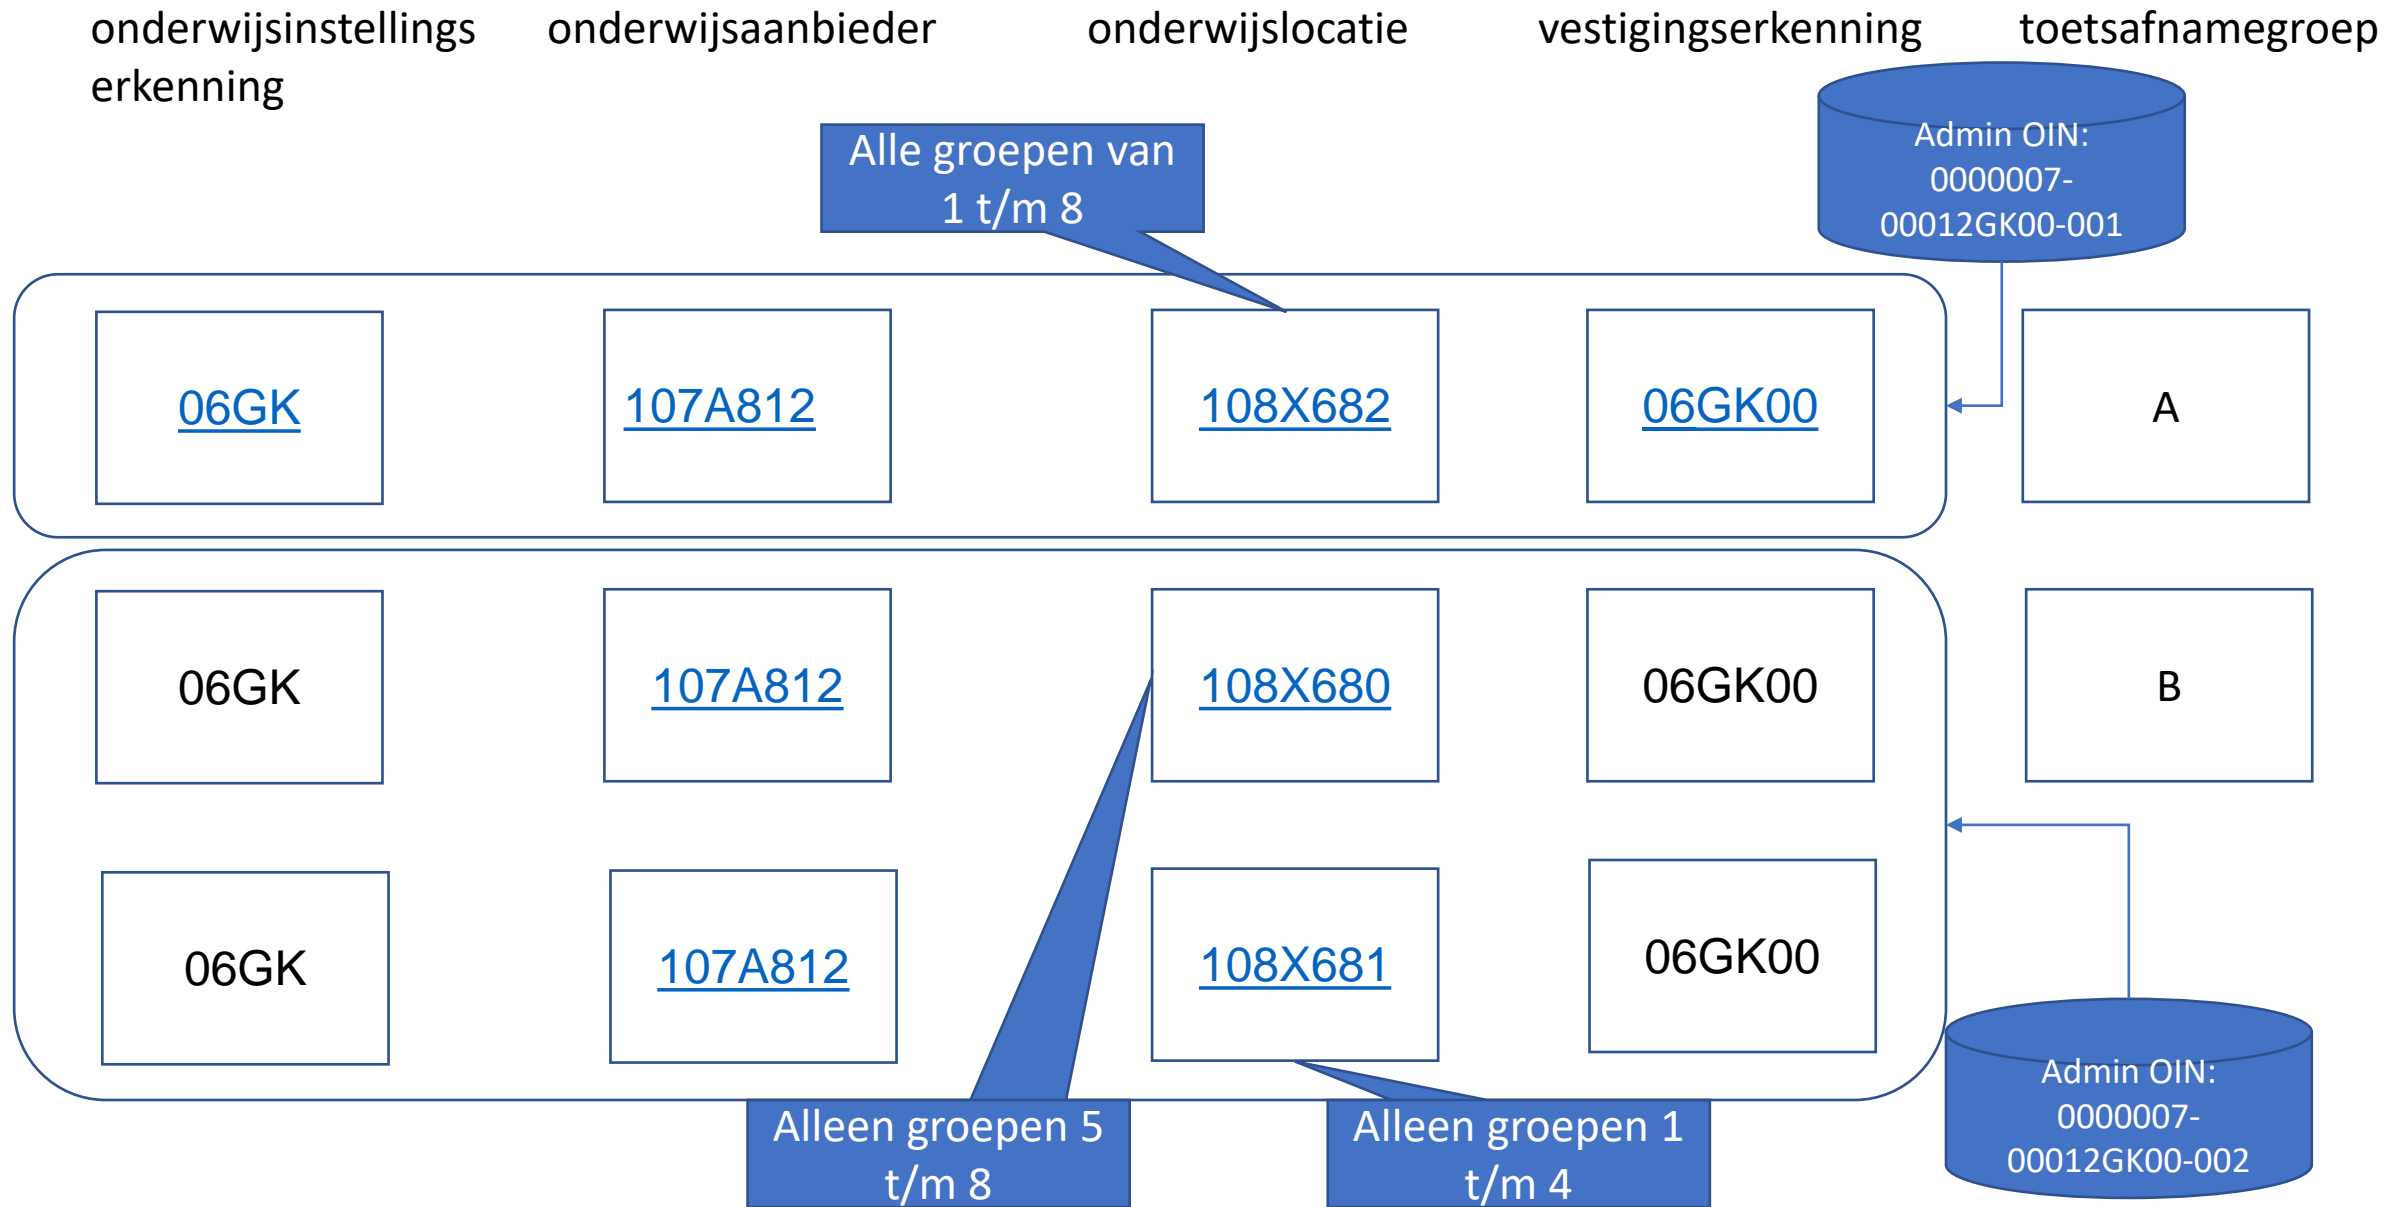 onderwijsinstellings
erkenning
onderwijsaanbieder
onderwijslocatie
vestigingserkenning
toetsafnamegroep
Admin OIN:
0000007-
00012GK00-001
Alle groepen van
1 t/m 8
06GK
107A812
108X682
06GK00
A
06GK
107A812
108X680
06GK00
B
06GK
107A812
108X681
06GK00
Alleen groepen 5
t/m 8
Alleen groepen 1
t/m 4
Admin OIN:
0000007-
00012GK00-002